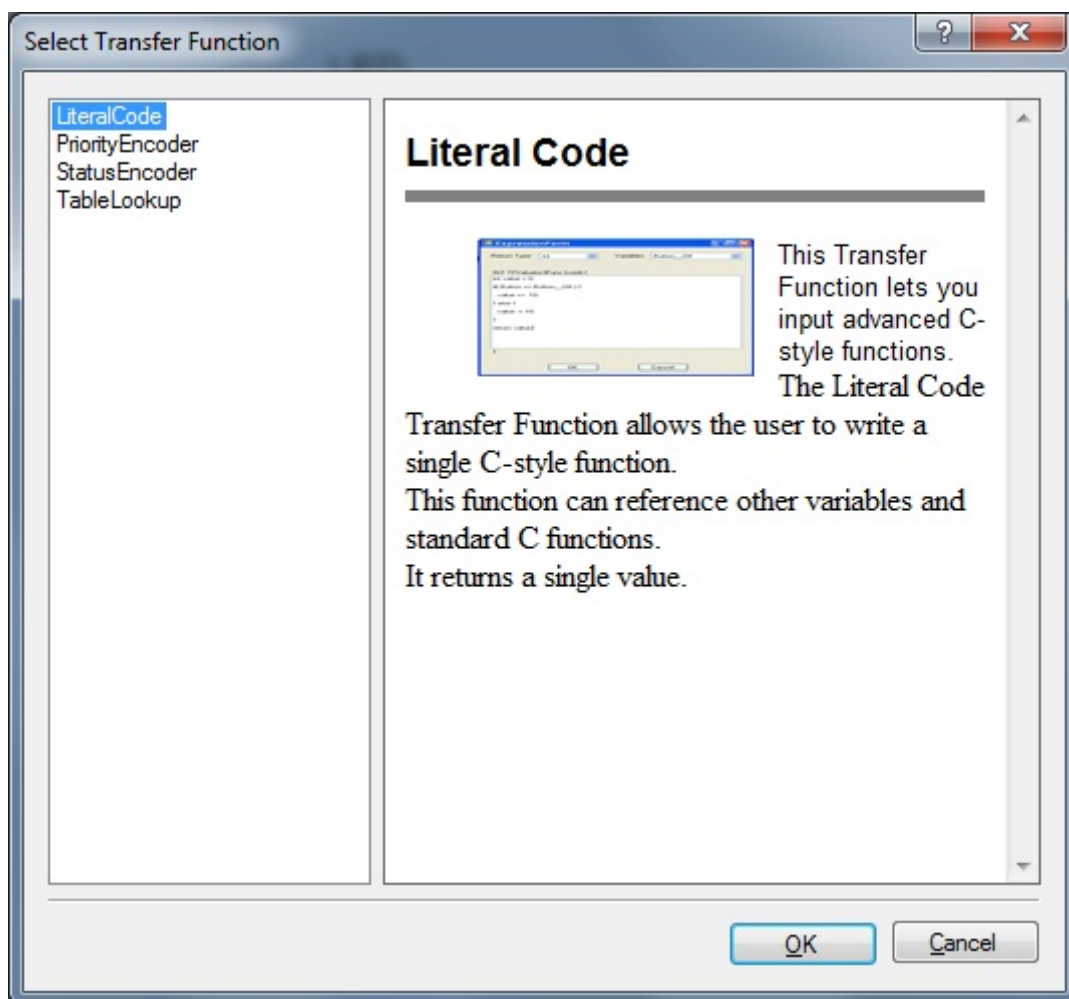 Select Transfer Function
LiteralCode
PriorityEncoder
StatusEncoder
TableLookup
Literal Code
This Transfer
Function lets you
input advanced C-
style functions.
The Literal Code
Transfer Function allows the user to write a
single C-style function.
This function can reference other variables and
standard C functions.
It returns a single value.
OK
Cancel